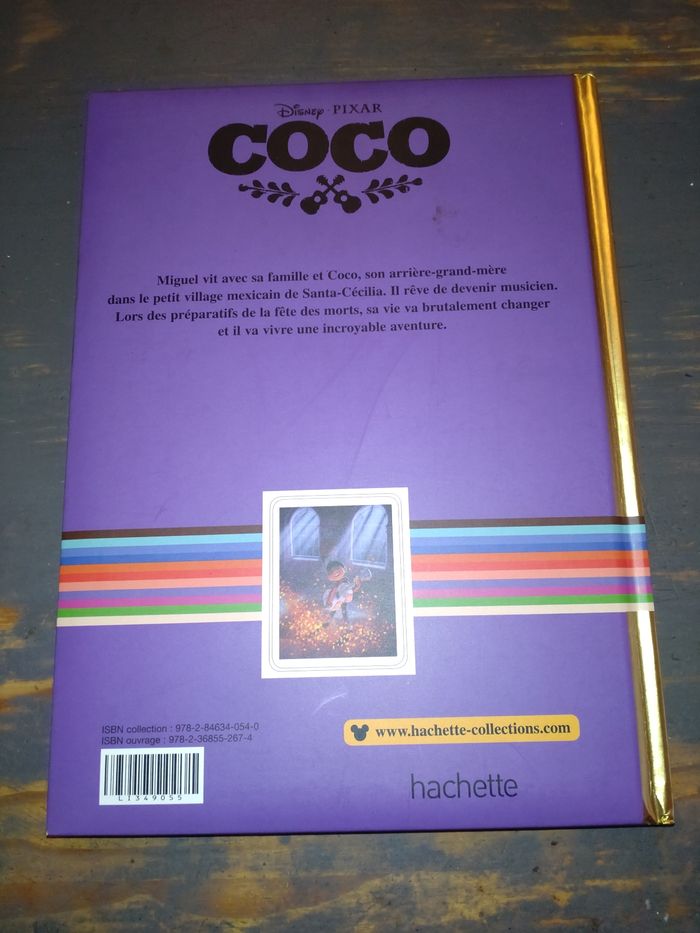 Disney · PIXAR
COCO
Miguel vit avec sa famille et Coco, son arrière-grand-mère
dans le petit village mexicain de Santa-Cécilia. Il rêve de devenir musicien.
Lors des préparatifs de la fête des morts, sa vie va brutalement changer
et il va vivre une incroyable aventure.
ISBN collection : 978-2-84634-054-0
ISBN ouvrage : 978-2-36855-267-4
www.hachette-collections.com
LI349055
hachette